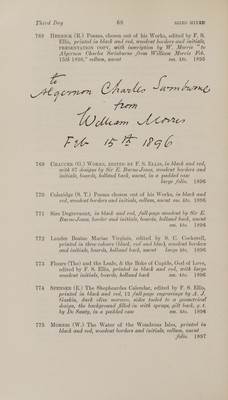 Third Day 68 SALES MIXED
768 HERRICK (R.) Poems, chosen out of his Works, edited by F. S.
Ellis, printed in black and red, woodcut borders and initials,
PRESENTATION COPY, with inscription by W. Morris "to
Algernon Charles Swinburne from William Morris Feb.
15th 1896," vellum, uncut sm. 4to. 1895
to
Algernon Charles Swinburne
from
William Morris
Feb 15th 1896
769 CHAUCER (G.) WORKS, EDITED BY F. S. ELLIS, in black and red,
with 87 designs by Sir E. Burne-Jones, woodcut borders and
initials, boards, holland back, uncut, in a padded case
large folio. 1896
770 Coleridge (S. T.) Poems chosen out of his Works, in black and
red, woodcut borders and initials, vellum, uncut sm. 4to. 1896
771 Sire Degrevaunt, in black and red, full-page woodcut by Sir E.
Burne-Jones, border and initials, boards, holland back, uncut
sm. 4to. 1896
772 Laudes Beatae Mariae Virginis, edited by S. C. Cockerell,
printed in three colours (black, red and blue), woodcut borders
and initials, boards, holland back, uncut large 4to. 1896
773 Floure (The) and the Leafe, & the Boke of Cupide, God of Love,
edited by F. S. Ellis, printed in black and red, with large
woodcut initials, boards, holland back sm. 4to. 1896
774 SPENSER (E.) The Shepheardes Calendar, edited by F. S. Ellis,
printed in black and red, 12 full-page engravings by A. J.
Gaskin, dark olive morocco, sides tooled to a geometrical
design, the background filled in with sprays, gilt back, g. t.
by De Sauty, in a padded case sm. 4to. 1896
775 MORRIS (W.) The Water of the Wondrous Isles, printed in
black and red, woodcut borders and initials, vellum, uncut
folio. 1897